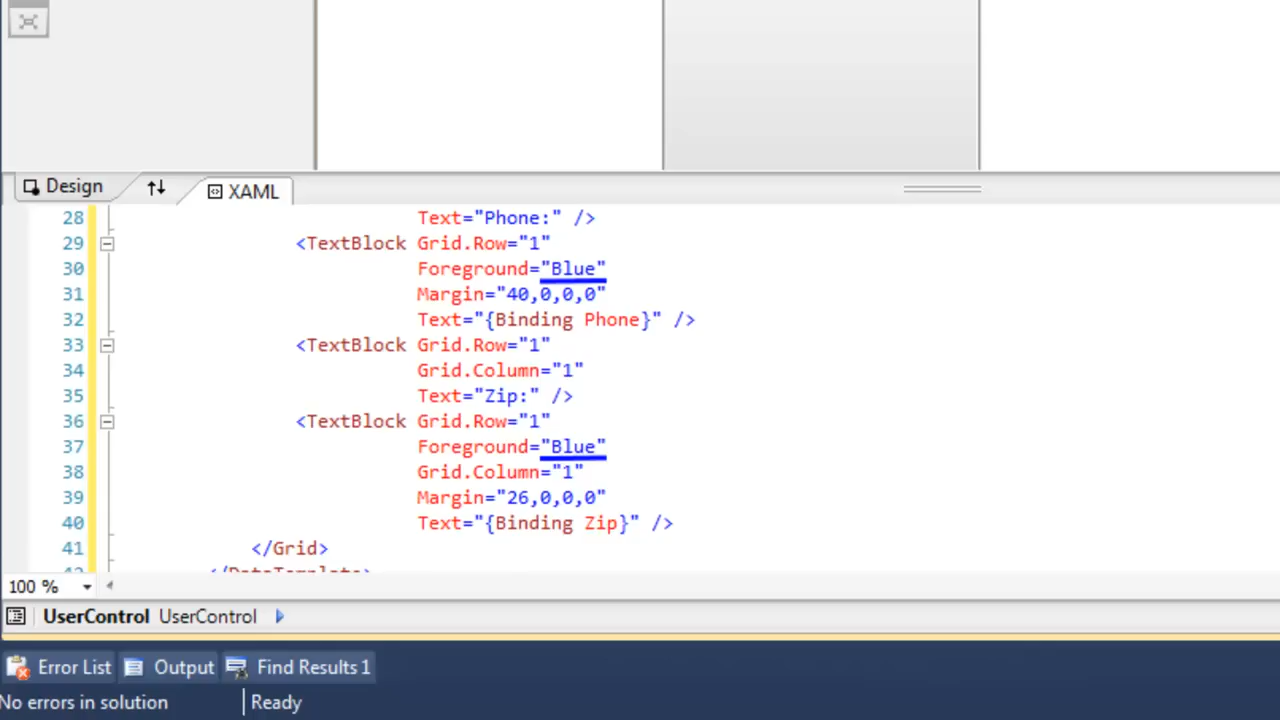 Design XAML
28 Text="Phone:" />
29 <TextBlock Grid.Row="1"
30 Foreground="Blue"
31 Margin="40,0,0,0"
32 Text="{Binding Phone}" />
33 <TextBlock Grid.Row="1"
34 Grid.Column="1"
35 Text="Zip:" />
36 <TextBlock Grid.Row="1"
37 Foreground="Blue"
38 Grid.Column="1"
39 Margin="26,0,0,0"
40 Text="{Binding Zip}" />
41 </Grid>
42 </DataTemplate>
100 %
UserControl UserControl
Error List Output Find Results 1
No errors in solution Ready